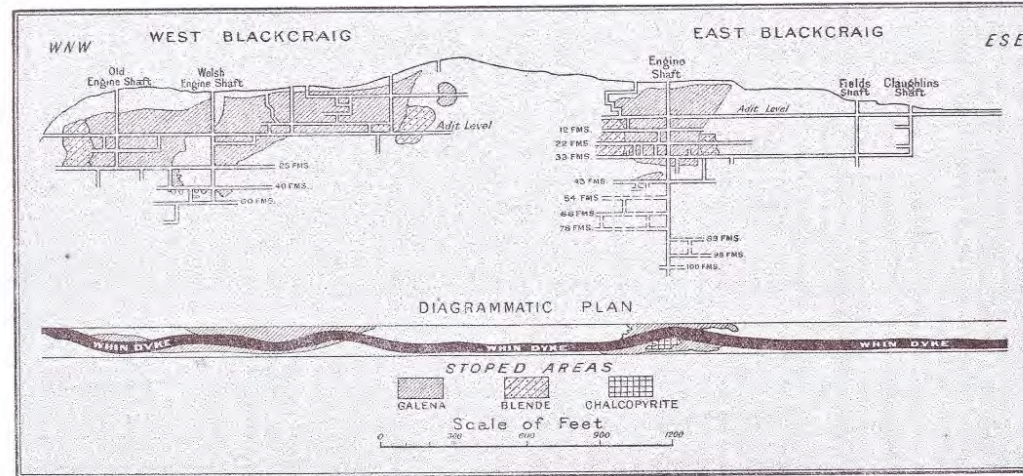 WEST BLACKCRAIG
EAST BLACKCRAIG
WNW
ESE
Old
Engine Shaft
Welsh
Engine Shaft
Engine
Shaft
Fields
Shaft
Claughlins
Shaft
Adit Level
Adit Level
12 FMS.
22 FMS.
33 FMS.
25 FMS.
40 FMS.
60 FMS.
43 FMS.
54 FMS
66 FMS.
76 FMS.
83 FMS.
98 FMS.
100 FMS.
DIAGRAMMATIC PLAN
WHIN DYKE
WHIN DYKE
WHIN DYKE
WHIN DYKE
STOPED AREAS
GALENA
BLENDE
CHALCOPYRITE
Scale of Feet
0 300 600 900 1200